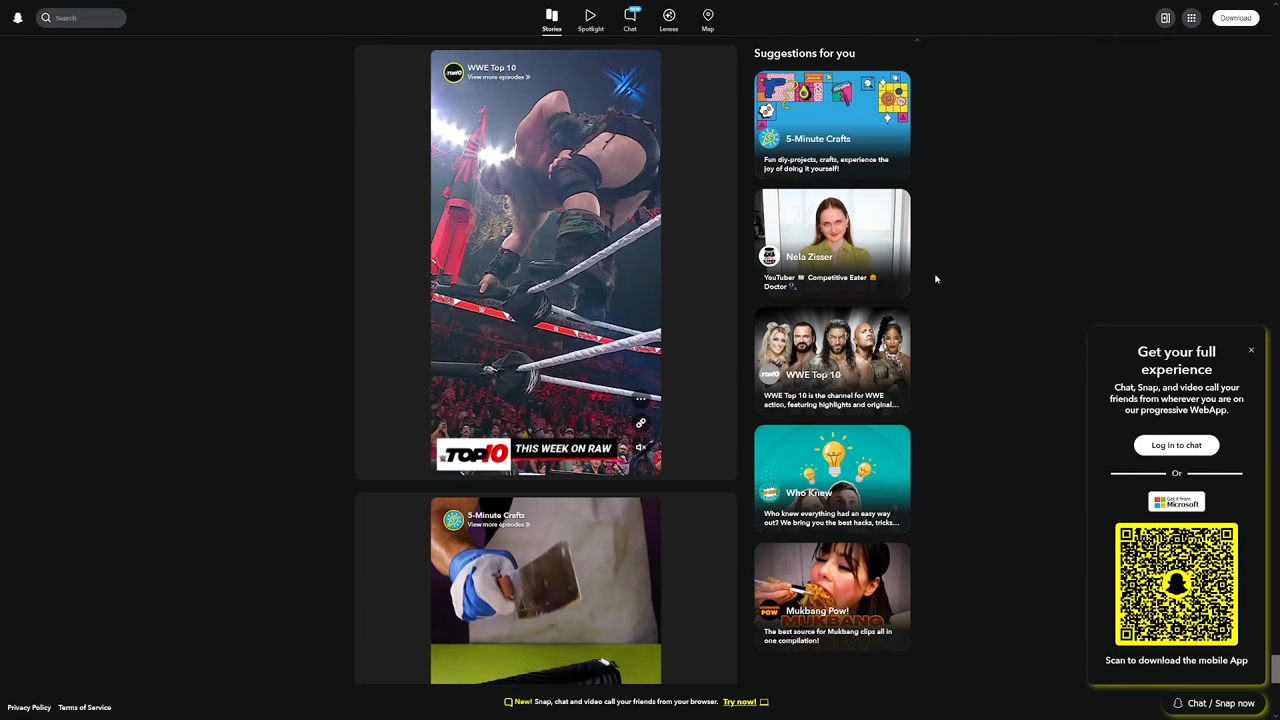 Search
Stories
Spotlight
NEW
Chat
Lenses
Map
Download
WWE Top 10
View more episodes »
TOP10
THIS WEEK ON RAW
5-Minute Crafts
View more episodes »
Suggestions for you
5-Minute Crafts
Fun diy-projects, crafts, experience the
joy of doing it yourself!
Nela Zisser
YouTuber Competitive Eater
Doctor
WWE Top 10
WWE Top 10 is the channel for WWE
action, featuring highlights and original...
Who Knew
Who knew everything had an easy way
out? We bring you the best hacks, tricks...
Mukbang Pow!
MUKBANG
The best source for Mukbang clips all in
one compilation!
Get your full
experience
Chat, Snap, and video call your
friends from wherever you are on
our progressive WebApp.
Log in to chat
Or
Get it from
Microsoft
Scan to download the mobile App
Privacy Policy Terms of Service
New! Snap, chat and video call your friends from your browser. Try now!
Chat / Snap now